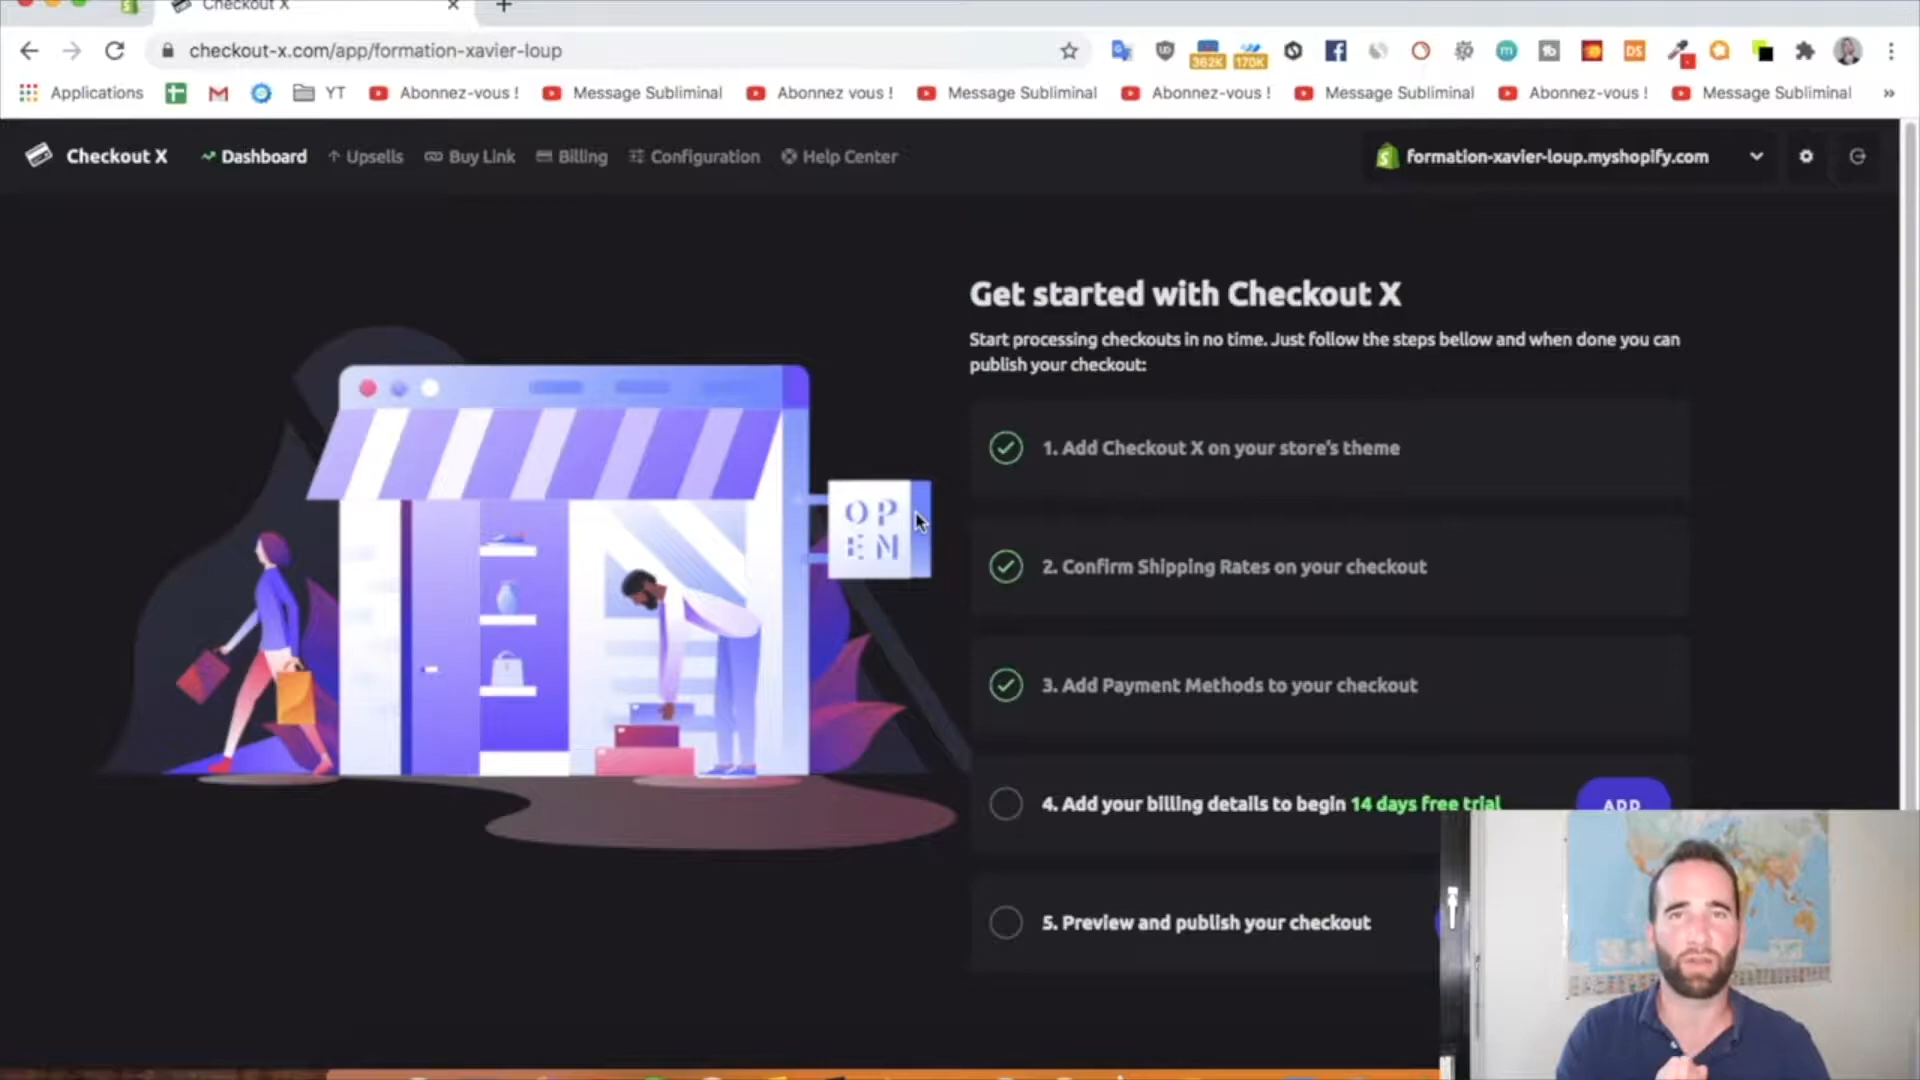 Checkout X
checkout-x.com/app/formation-xavier-loup
362K
170K
Applications
YT
Abonnez-vous !
Message Subliminal
Abonnez vous !
Message Subliminal
Abonnez-vous !
Message Subliminal
Abonnez-vous !
Message Subliminal
Checkout X
Dashboard
Upsells
Buy Link
Billing
Configuration
Help Center
formation-xavier-loup.myshopify.com
Get started with Checkout X
Start processing checkouts in no time. Just follow the steps bellow and when done you can
publish your checkout:
OP
EN
1. Add Checkout X on your store's theme
2. Confirm Shipping Rates on your checkout
3. Add Payment Methods to your checkout
4. Add your billing details to begin 14 days free trial
5. Preview and publish your checkout